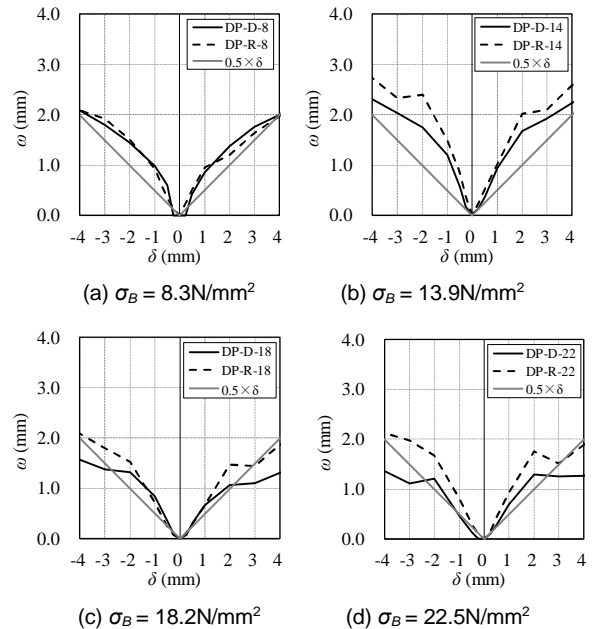 DP-D-8
DP-R-8
0.5×δ
4.0
3.0
2.0
1.0
0.0
ω (mm)
-4 -3 -2 -1 0 1 2 3 4
δ (mm)
(a) σB = 8.3N/mm²
DP-D-14
DP-R-14
0.5×δ
4.0
3.0
2.0
1.0
0.0
ω (mm)
-4 -3 -2 -1 0 1 2 3 4
δ (mm)
(b) σB = 13.9N/mm²
DP-D-18
DP-R-18
0.5×δ
4.0
3.0
2.0
1.0
0.0
ω (mm)
-4 -3 -2 -1 0 1 2 3 4
δ (mm)
(c) σB = 18.2N/mm²
DP-D-22
DP-R-22
0.5×δ
4.0
3.0
2.0
1.0
0.0
ω (mm)
-4 -3 -2 -1 0 1 2 3 4
δ (mm)
(d) σB = 22.5N/mm²